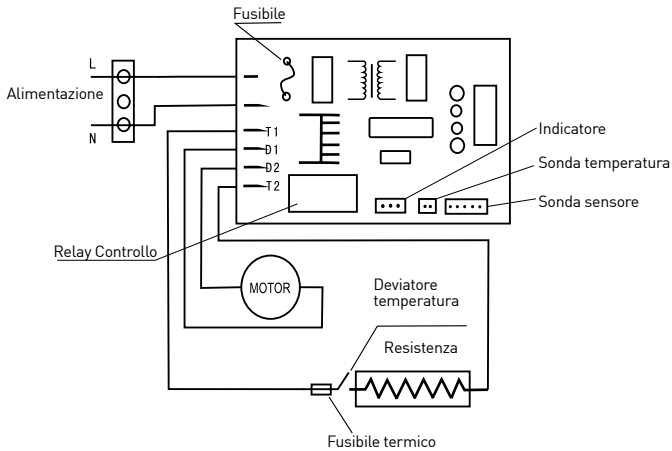 Fusibile
L
Alimentazione
N
T1
D1
D2
T2
Indicatore
Sonda temperatura
Sonda sensore
Relay Controllo
MOTOR
Deviatore
temperatura
Resistenza
Fusibile termico